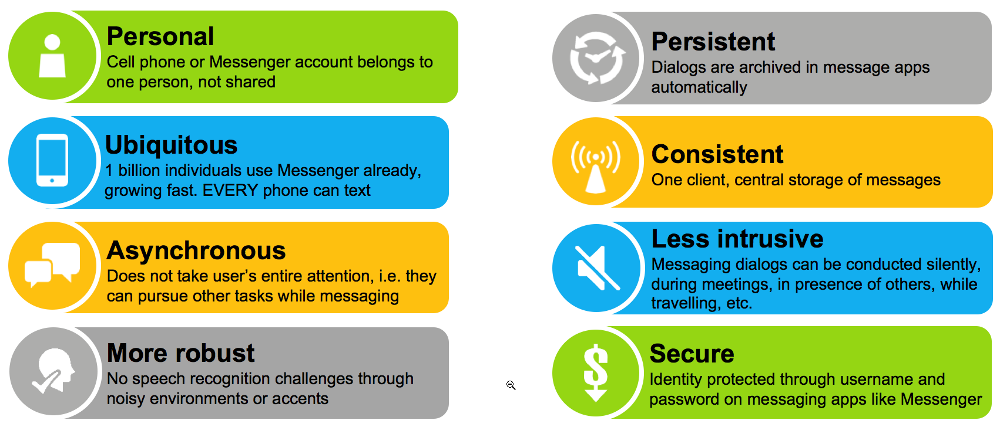 Personal
Cell phone or Messenger account belongs to
one person, not shared
Ubiquitous
1 billion individuals use Messenger already,
growing fast. EVERY phone can text
Asynchronous
Does not take user’s entire attention, i.e. they
can pursue other tasks while messaging
More robust
No speech recognition challenges through
noisy environments or accents
Persistent
Dialogs are archived in message apps
automatically
Consistent
One client, central storage of messages
Less intrusive
Messaging dialogs can be conducted silently,
during meetings, in presence of others, while
travelling, etc.
Secure
Identity protected through username and
password on messaging apps like Messenger